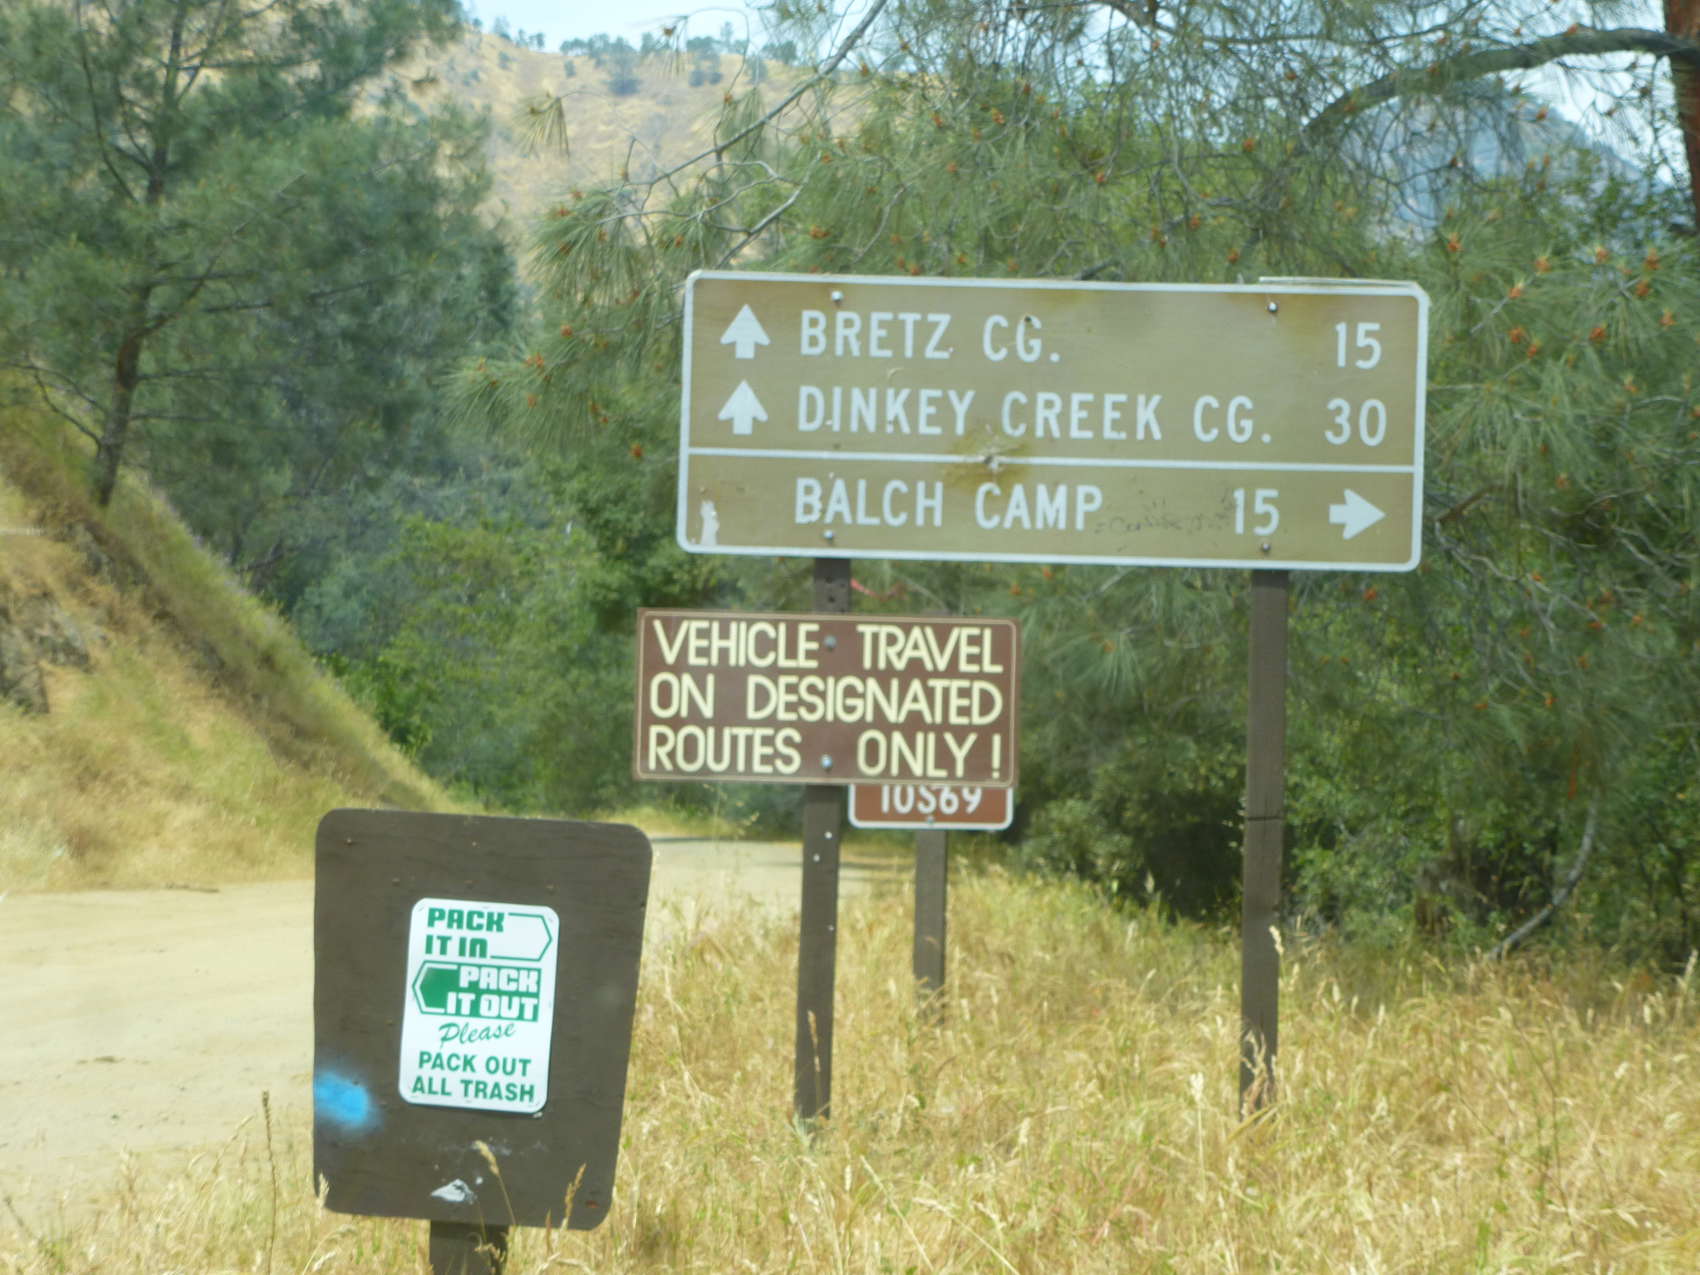 BRETZ CG. 15
DINKEY CREEK CG. 30
BALCH CAMP 15
VEHICLE TRAVEL
ON DESIGNATED
ROUTES ONLY!
10S69
PACK
IT IN
PACK
IT OUT
Please
PACK OUT
ALL TRASH